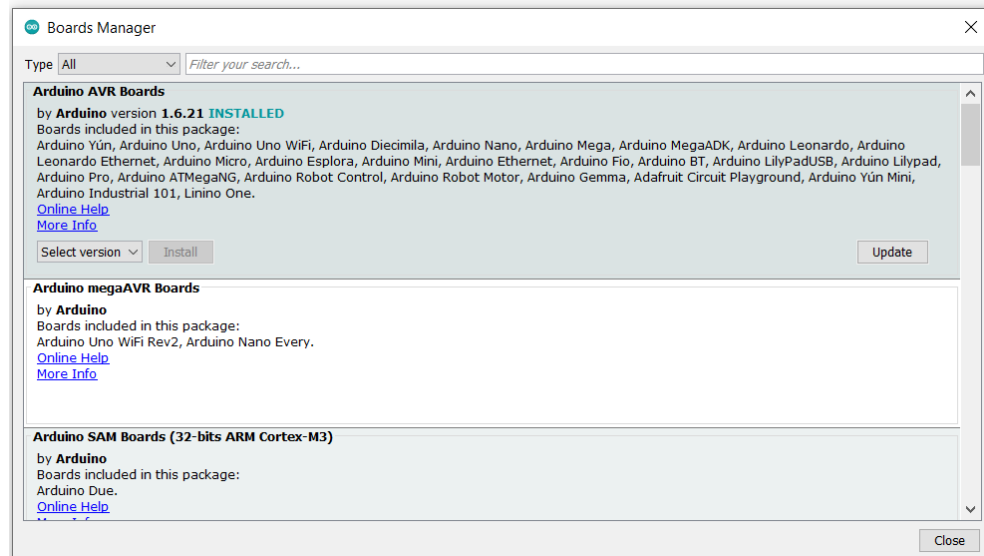 Boards Manager
Type All Filter your search...
Arduino AVR Boards
by Arduino version 1.6.21 INSTALLED
Boards included in this package:
Arduino Yún, Arduino Uno, Arduino Uno WiFi, Arduino Diecimila, Arduino Nano, Arduino Mega, Arduino MegaADK, Arduino Leonardo, Arduino
Leonardo Ethernet, Arduino Micro, Arduino Esplora, Arduino Mini, Arduino Ethernet, Arduino Fio, Arduino BT, Arduino LilyPadUSB, Arduino Lilypad,
Arduino Pro, Arduino ATMegaNG, Arduino Robot Control, Arduino Robot Motor, Arduino Gemma, Adafruit Circuit Playground, Arduino Yún Mini,
Arduino Industrial 101, Linino One.
Online Help
More Info
Select version Install Update
Arduino megaAVR Boards
by Arduino
Boards included in this package:
Arduino Uno WiFi Rev2, Arduino Nano Every.
Online Help
More Info
Arduino SAM Boards (32-bits ARM Cortex-M3)
by Arduino
Boards included in this package:
Arduino Due.
Online Help
Close